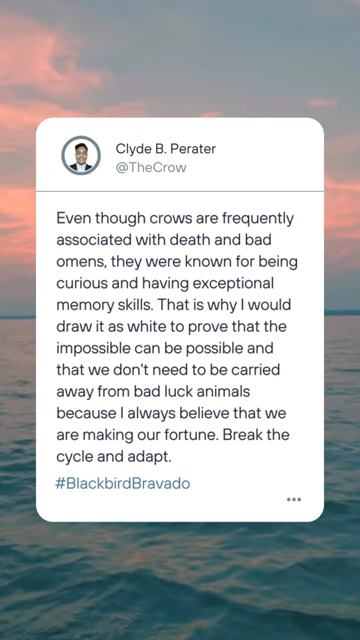 Clyde B. Perater
@TheCrow
Even though crows are frequently
associated with death and bad
omens, they were known for being
curious and having exceptional
memory skills. That is why I would
draw it as white to prove that the
impossible can be possible and
that we don't need to be carried
away from bad luck animals
because I always believe that we
are making our fortune. Break the
cycle and adapt.
#BlackbirdBravado